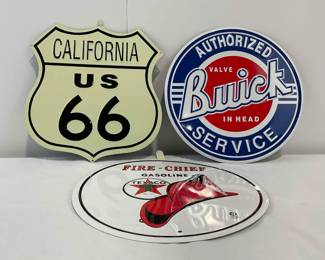 CALIFORNIA
US
66
AUTHORIZED
VALVE
Buick
IN HEAD
SERVICE
FIRE-CHIEF
GASOLINE
TEXACO